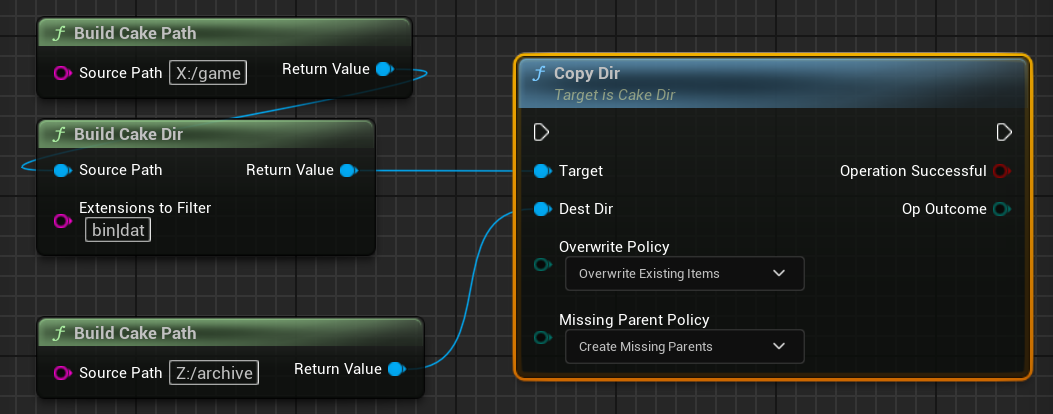 f Build Cake Path
Source Path X:/game Return Value
f Build Cake Dir
Source Path Return Value
Extensions to Filter
bin|dat
f Build Cake Path
Source Path Z:/archive Return Value
f Copy Dir
Target is Cake Dir
Target Operation Successful
Dest Dir Op Outcome
Overwrite Policy
Overwrite Existing Items
Missing Parent Policy
Create Missing Parents